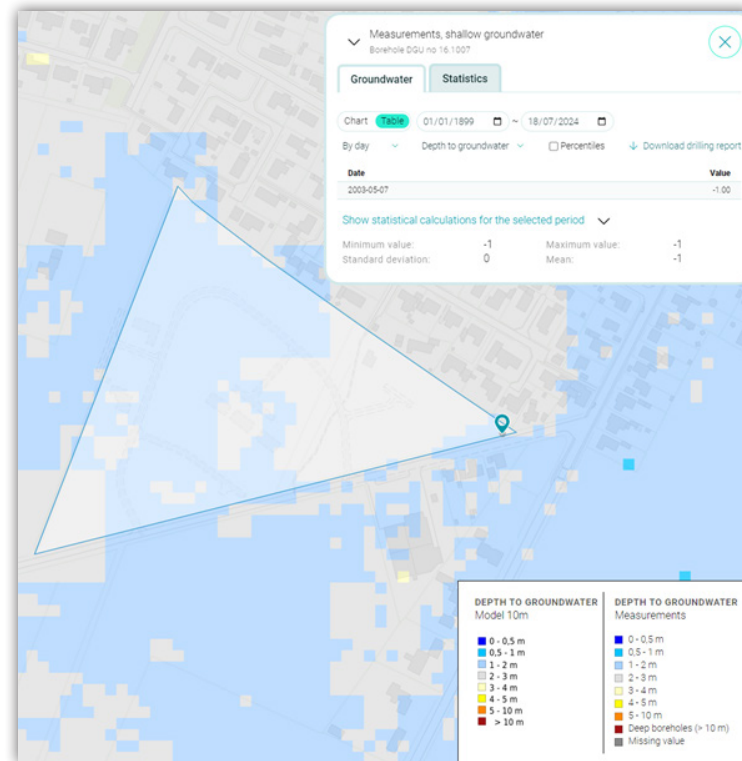 Measurements, shallow groundwater
Borehole DGU no 16.1007
Groundwater Statistics
Chart Table 01/01/1899 ~ 18/07/2024
By day Depth to groundwater Percentiles Download drilling report
Date Value
2003-05-07 -1.00
Show statistical calculations for the selected period
Minimum value: -1 Maximum value: -1
Standard deviation: 0 Mean: -1
DEPTH TO GROUNDWATER
Model 10m
0 - 0,5 m
0,5 - 1 m
1 - 2 m
2 - 3 m
3 - 4 m
4 - 5 m
5 - 10 m
> 10 m
DEPTH TO GROUNDWATER
Measurements
0 - 0,5 m
0,5 - 1 m
1 - 2 m
2 - 3 m
3 - 4 m
4 - 5 m
5 - 10 m
Deep boreholes (> 10 m)
Missing value